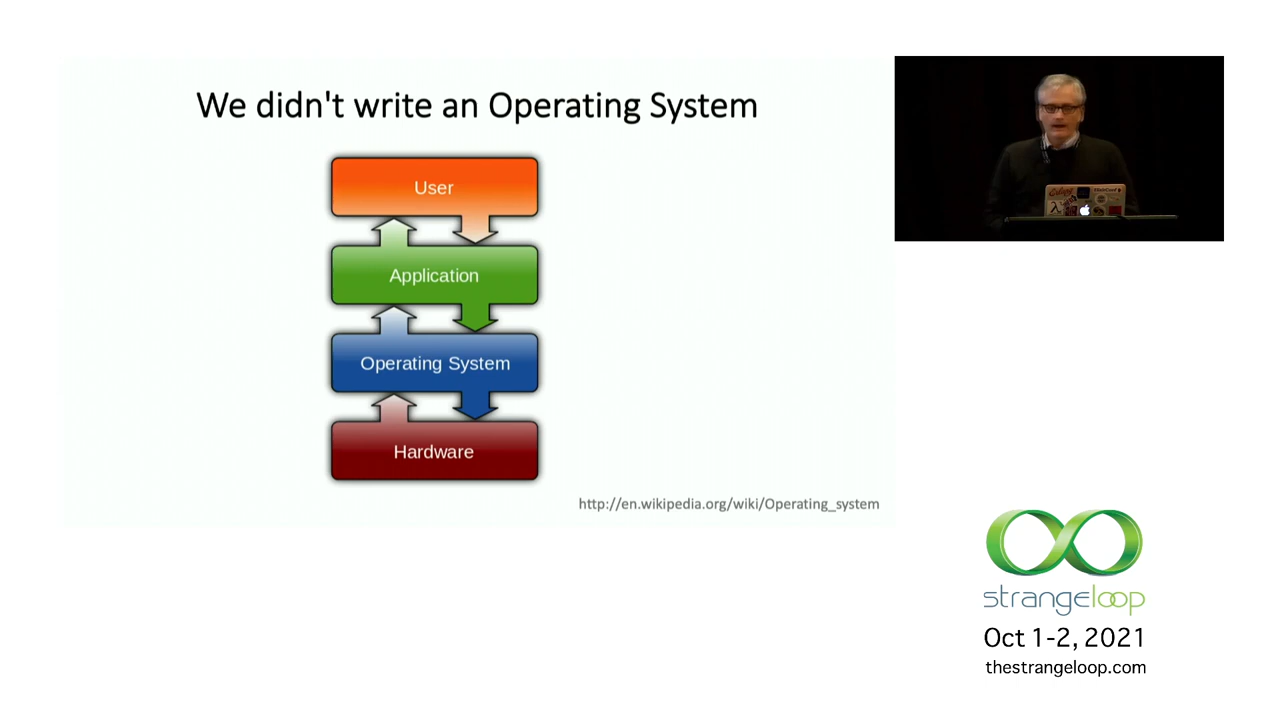 We didn't write an Operating System
User
Application
Operating System
Hardware
http://en.wikipedia.org/wiki/Operating_system
strangeloop
Oct 1-2, 2021
thestrangeloop.com